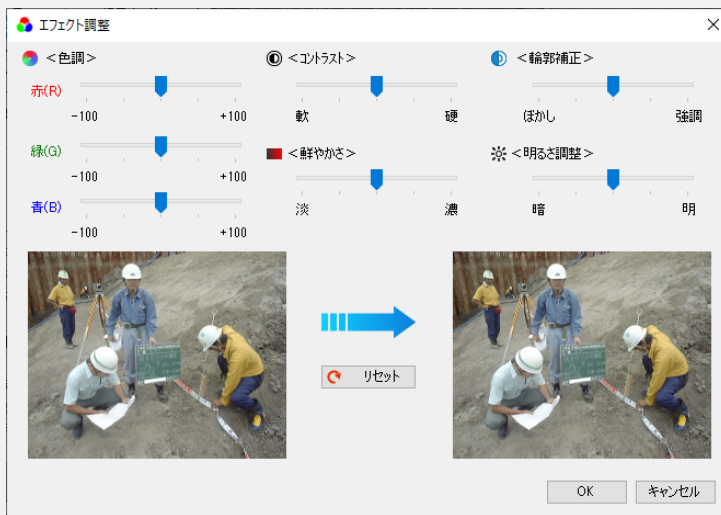 エフェクト調整
<色調>
赤(R)
-100 +100
緑(G)
-100 +100
青(B)
-100 +100
<コントラスト>
軟 硬
<鮮やかさ>
淡 濃
<輪郭補正>
ぼかし 強調
<明るさ調整>
暗 明
リセット
OK キャンセル